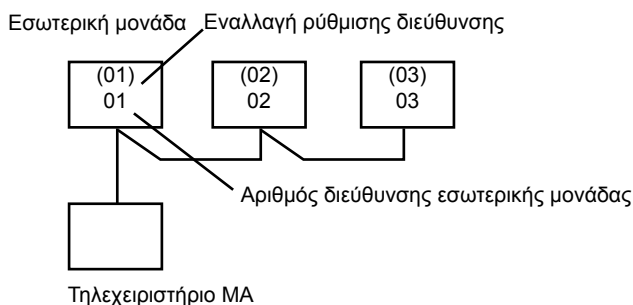 Εσωτερική μονάδα Εναλλαγή ρύθμισης διεύθυνσης
(01) (02) (03)
01 02 03
Αριθμός διεύθυνσης εσωτερικής μονάδας
Τηλεχειριστήριο MA